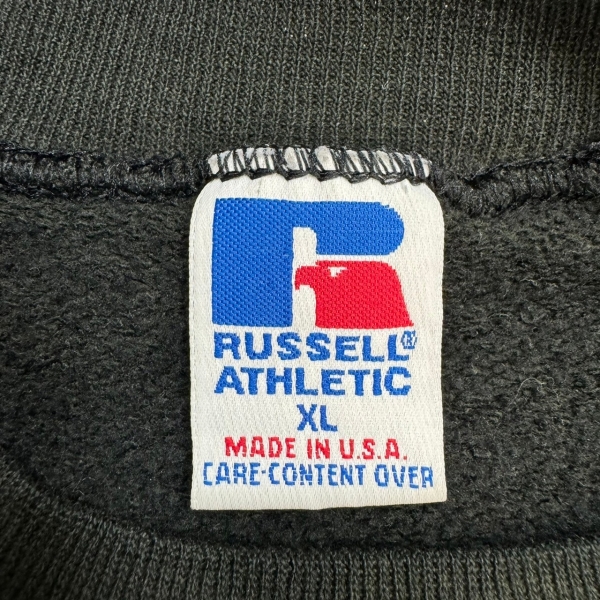 RUSSELL®
ATHLETIC
XL
MADE IN U.S.A.
CARE-CONTENT OVER